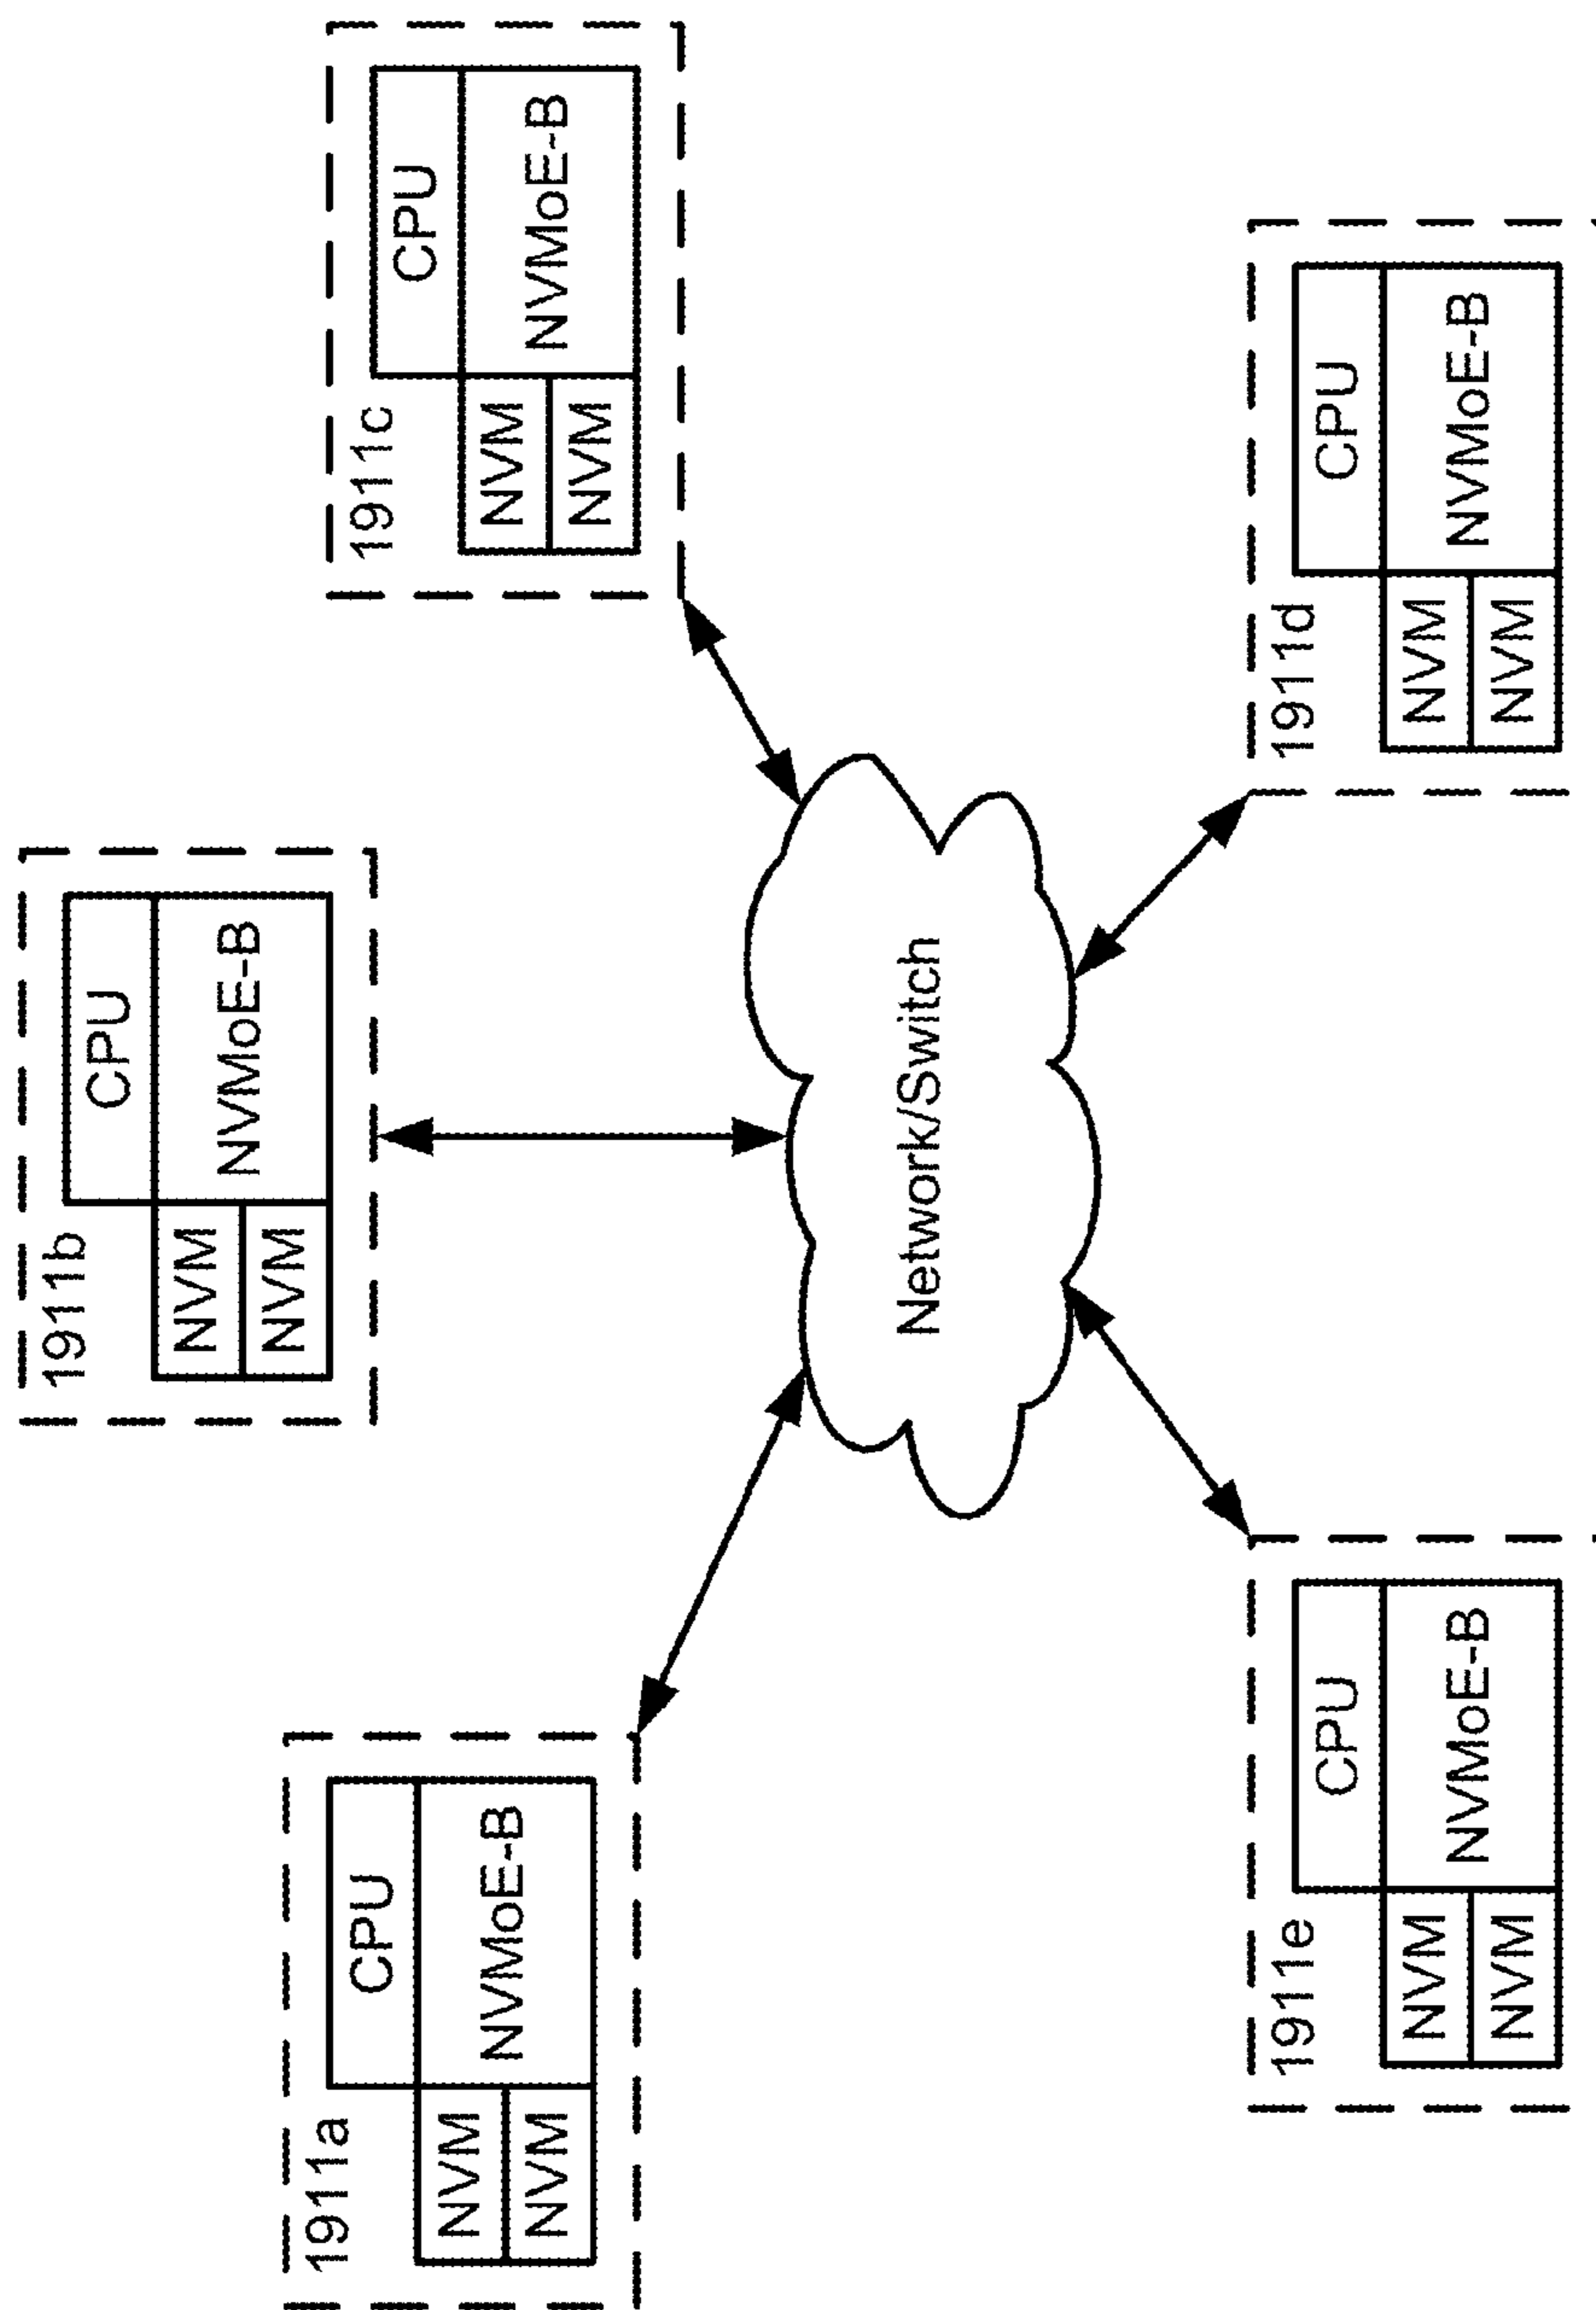 1911a
CPU
NVM
NVMoE-B
NVM
1911b
CPU
NVM
NVMoE-B
NVM
1911c
CPU
NVM
NVMoE-B
NVM
Network/Switch
1911e
CPU
NVM
NVMoE-B
NVM
1911d
CPU
NVM
NVMoE-B
NVM